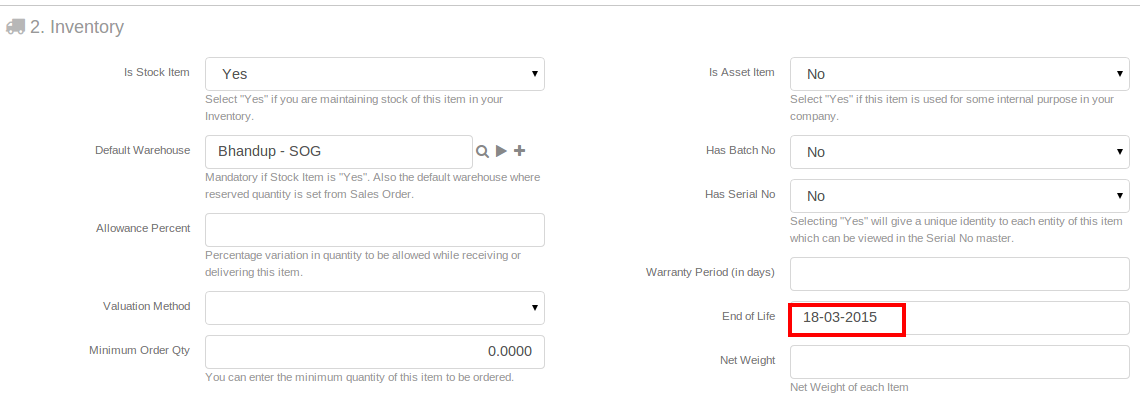 2. Inventory
Is Stock Item
Yes
Select "Yes" if you are maintaining stock of this item in your
Inventory.
Default Warehouse
Bhandup - SOG
Mandatory if Stock Item is "Yes". Also the default warehouse where
reserved quantity is set from Sales Order.
Allowance Percent
Percentage variation in quantity to be allowed while receiving or
delivering this item.
Valuation Method
Minimum Order Qty
0.0000
You can enter the minimum quantity of this item to be ordered.
Is Asset Item
No
Select "Yes" if this item is used for some internal purpose in your
company.
Has Batch No
No
Has Serial No
No
Selecting "Yes" will give a unique identity to each entity of this item
which can be viewed in the Serial No master.
Warranty Period (in days)
End of Life
18-03-2015
Net Weight
Net Weight of each Item